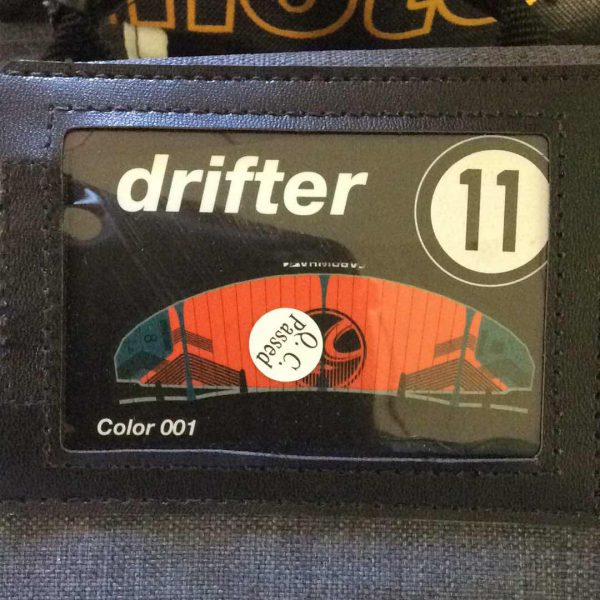 drifter
11
Q. C.
Passed
Color 001